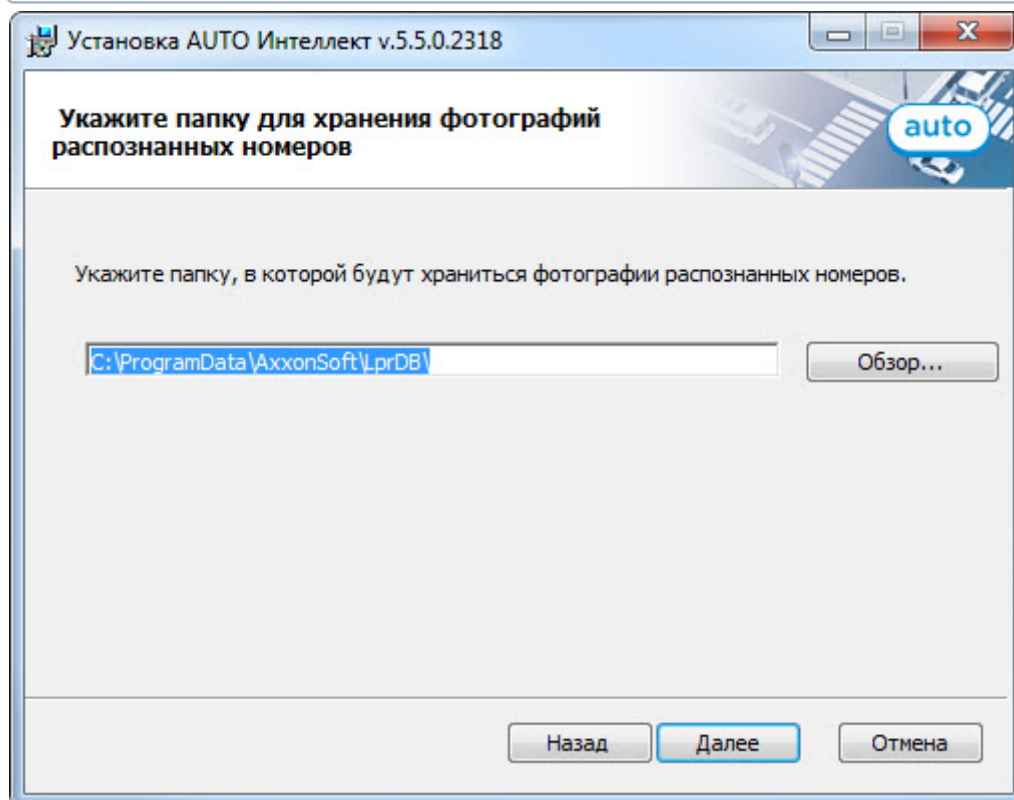 Установка AUTO Интеллект v.5.5.0.2318
Укажите папку для хранения фотографий
распознанных номеров
auto
Укажите папку, в которой будут храниться фотографии распознанных номеров.
C:\ProgramData\AxxonSoft\LprDB\
Обзор...
Назад
Далее
Отмена